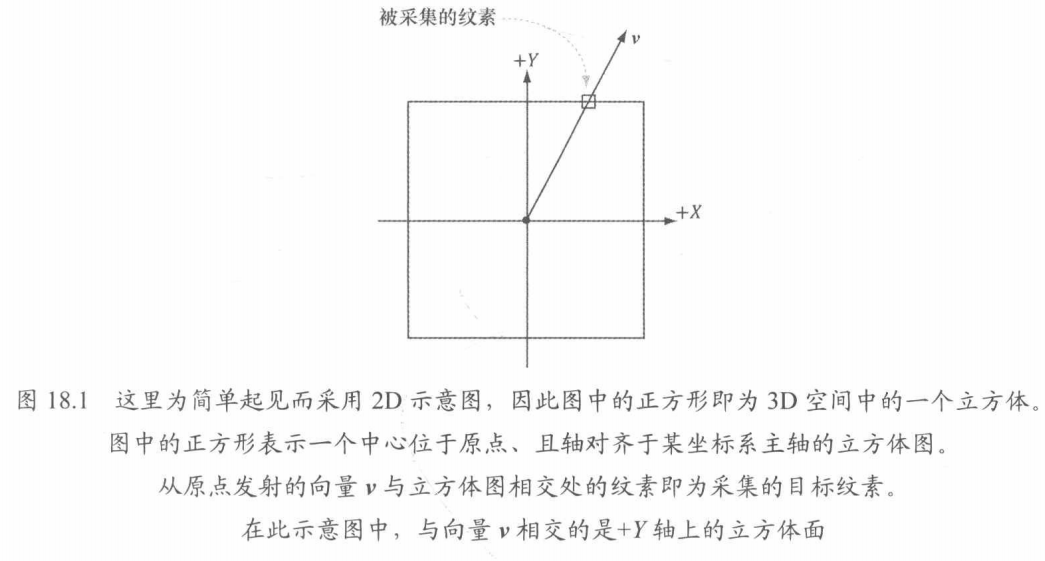 被采集的纹素
v
+Y
+X
图 18.1 这里为简单起见而采用 2D 示意图，因此图中的正方形即为 3D 空间中的一个立方体。
图中的正方形表示一个中心位于原点、且轴对齐于某坐标系主轴的立方体图。
从原点发射的向量 v 与立方体图相交处的纹素即为采集的目标纹素。
在此示意图中，与向量 v 相交的是+Y 轴上的立方体面